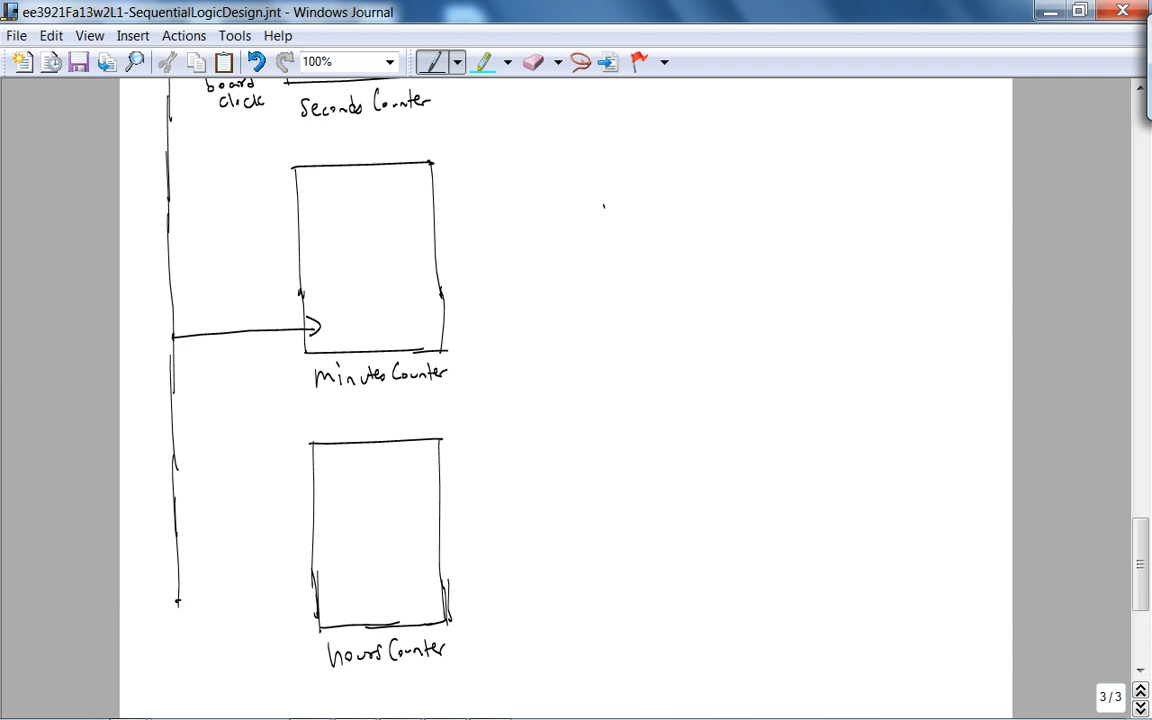 ee3921Fa13w2L1-SequentialLogicDesign.jnt - Windows Journal
File Edit View Insert Actions Tools Help
100%
board
clock
Seconds Counter
Minutes Counter
hours Counter
3 / 3